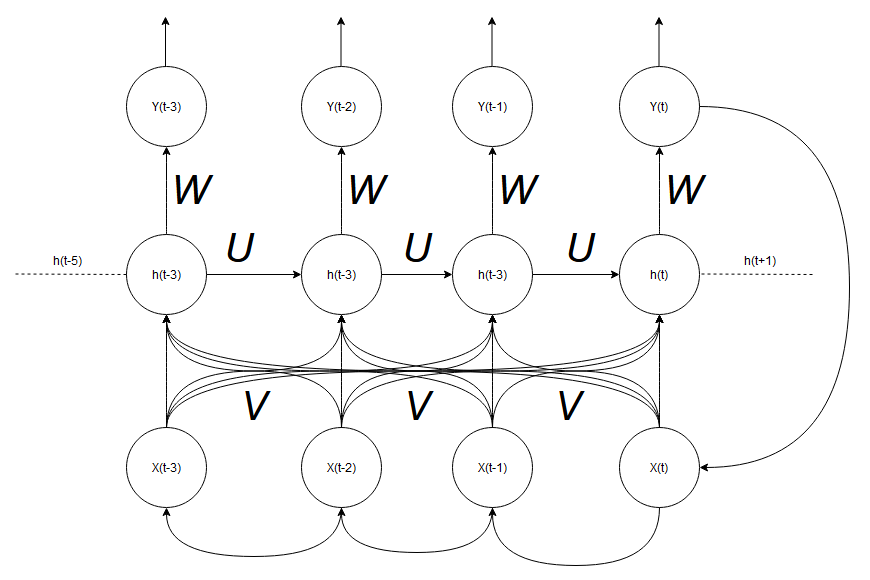 Y(t-3) Y(t-2) Y(t-1) Y(t)
W W W W
U U U
h(t-5) h(t-3) h(t-3) h(t-3) h(t) h(t+1)
V V V
X(t-3) X(t-2) X(t-1) X(t)